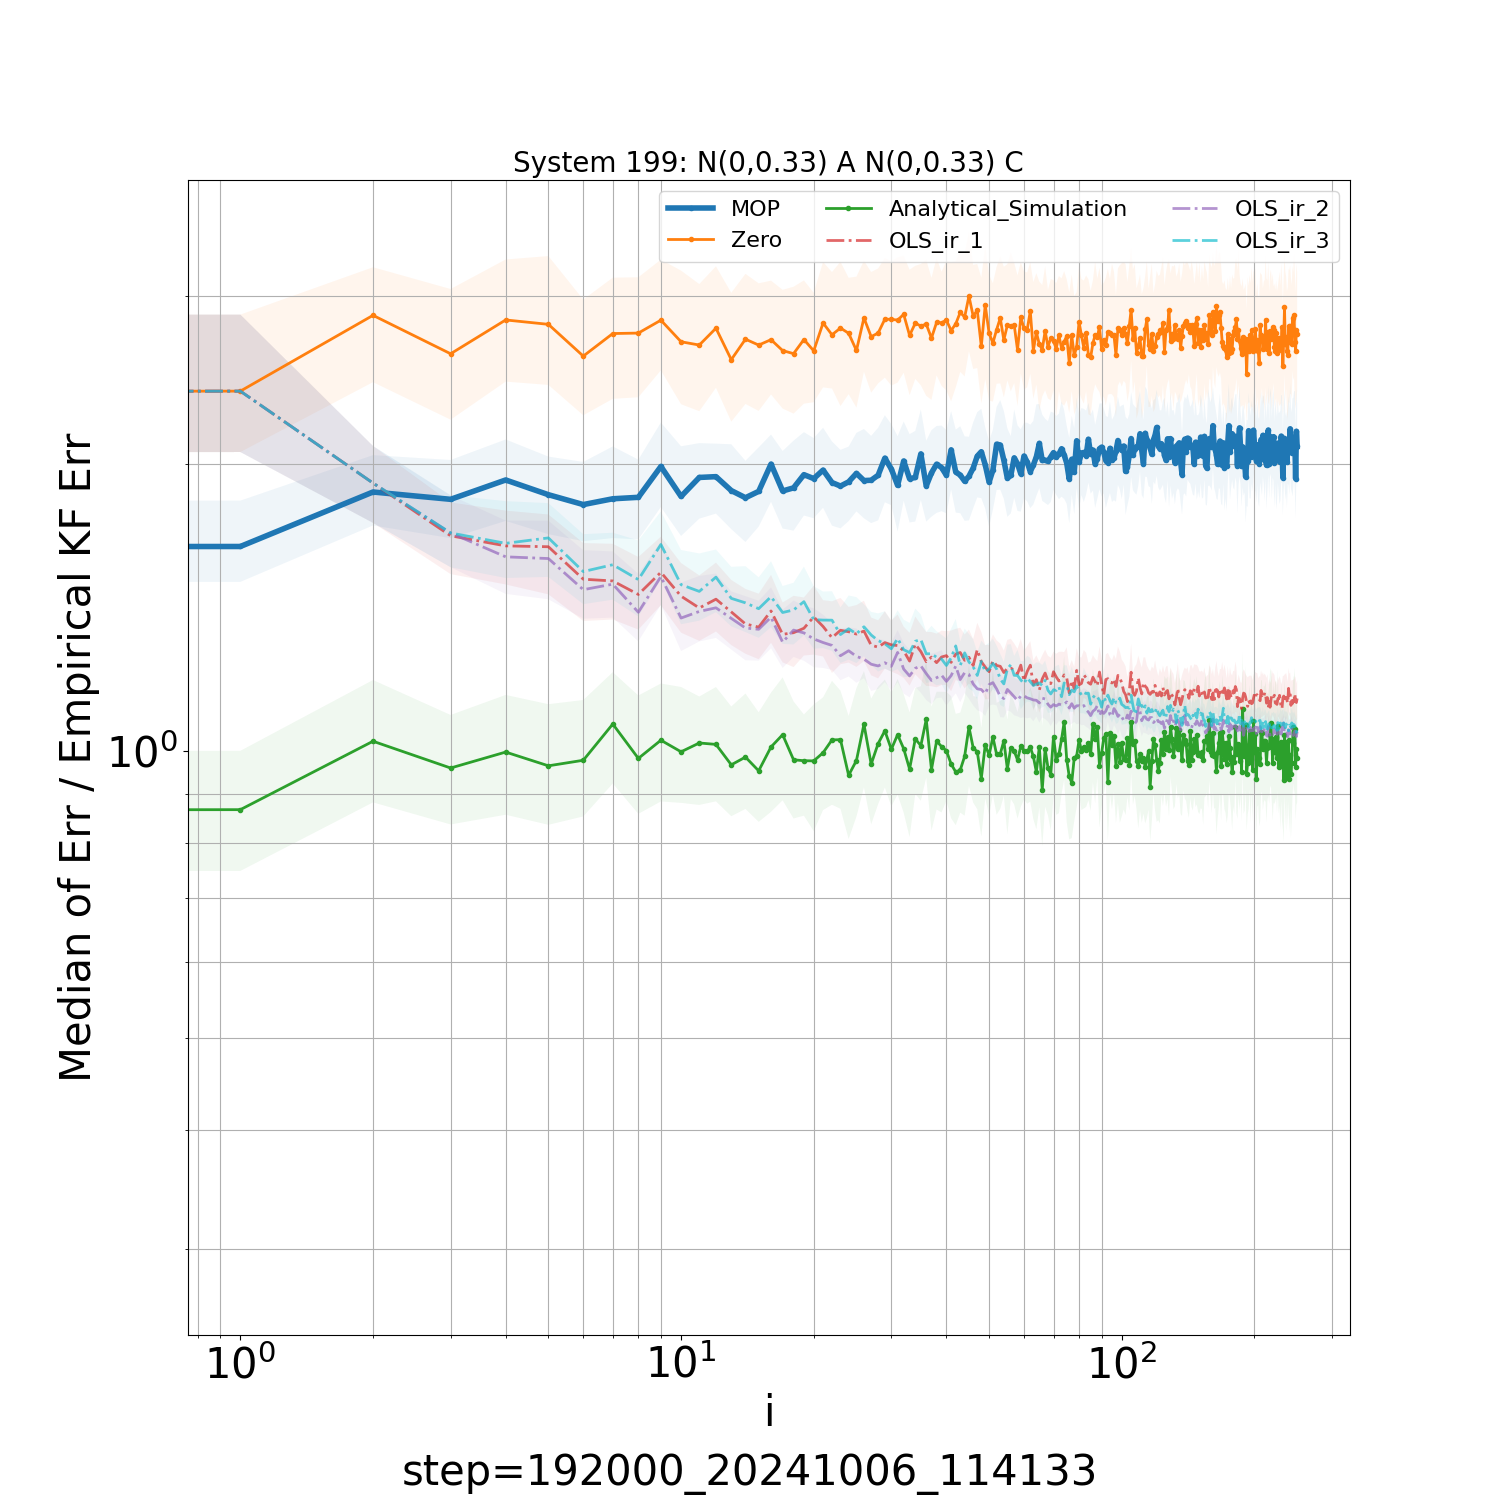 System 199: N(0,0.33) A N(0,0.33) C
MOP
Zero
Analytical_Simulation
OLS_ir_1
OLS_ir_2
OLS_ir_3
Median of Err / Empirical KF Err
10⁰
10⁰ 10¹ 10²
i
step=192000_20241006_114133